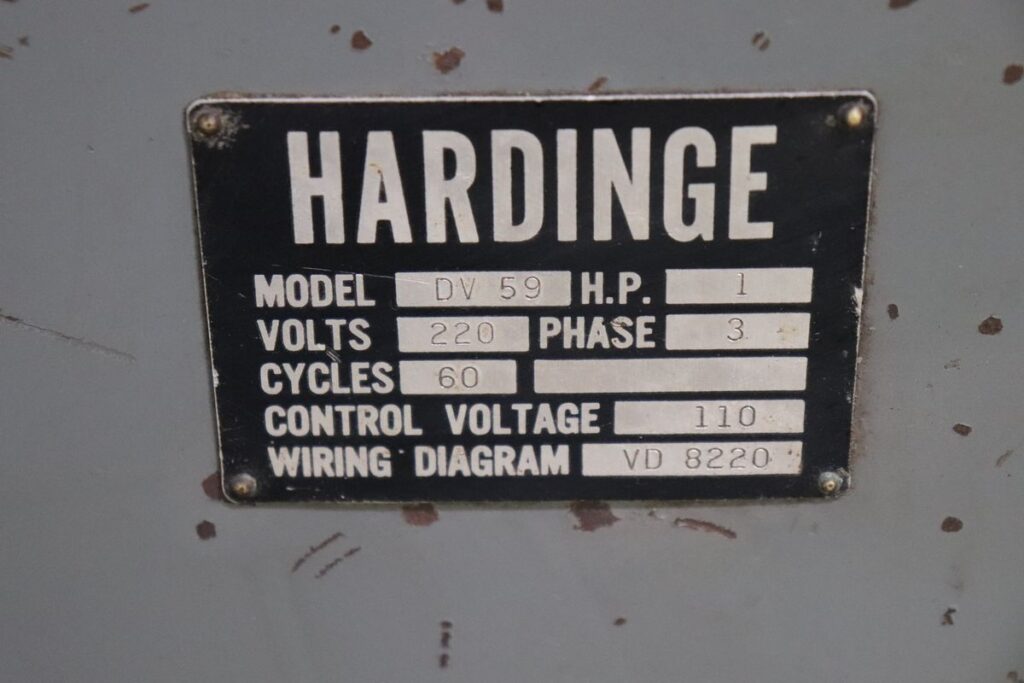 HARDINGE
MODEL DV 59 H.P. 1
VOLTS 220 PHASE 3
CYCLES 60
CONTROL VOLTAGE 110
WIRING DIAGRAM VD 8220